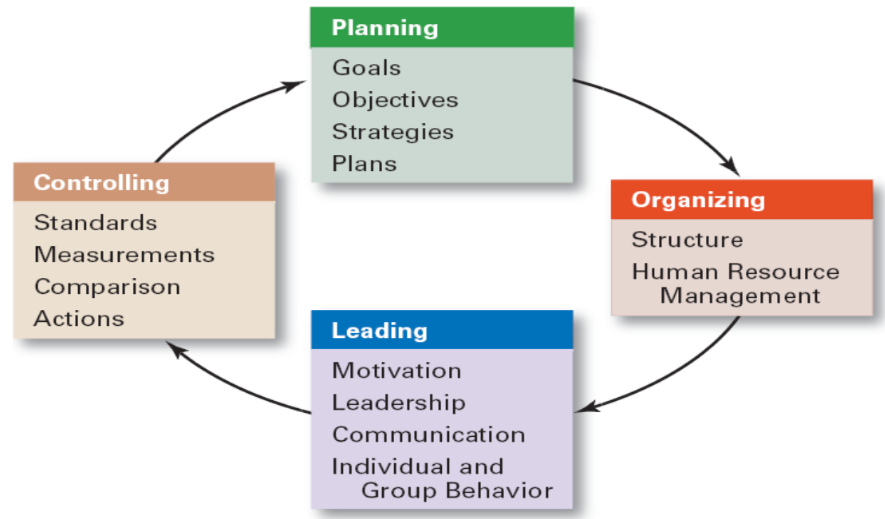 Planning
Goals
Objectives
Strategies
Plans
Organizing
Structure
Human Resource
Management
Leading
Motivation
Leadership
Communication
Individual and
Group Behavior
Controlling
Standards
Measurements
Comparison
Actions